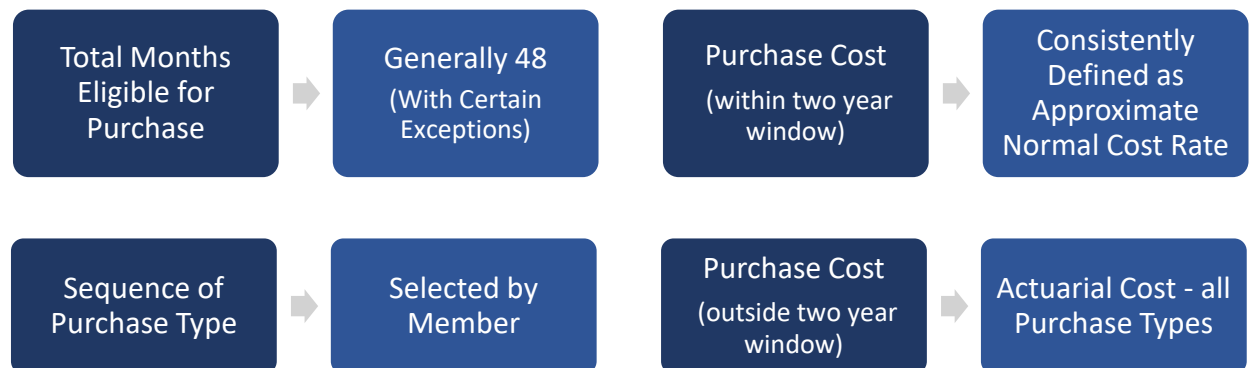 Total Months
Eligible for
Purchase
Generally 48
(With Certain
Exceptions)
Purchase Cost
(within two year
window)
Consistently
Defined as
Approximate
Normal Cost Rate
Sequence of
Purchase Type
Selected by
Member
Purchase Cost
(outside two year
window)
Actuarial Cost - all
Purchase Types